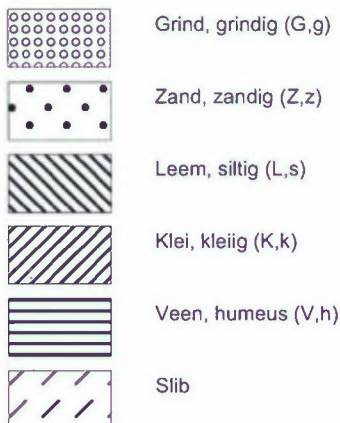 Grind, grindig (G,g)
Zand, zandig (Z,z)
Leem, siltig (L,s)
Klei, kleiig (K,k)
Veen, humeus (V,h)
Slib